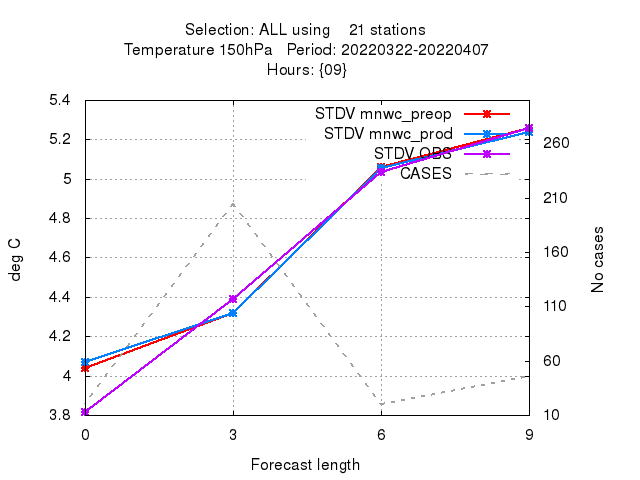 Selection: ALL using    21 stations
Temperature 150hPa   Period: 20220322-20220407
Hours: {09}
5.4
5.2
5
4.8
4.6
4.4
4.2
4
3.8
deg C
STDV mnwc_preop
STDV mnwc_prod
STDV OBS
CASES
260
210
160
110
60
10
No cases
0 3 6 9
Forecast length